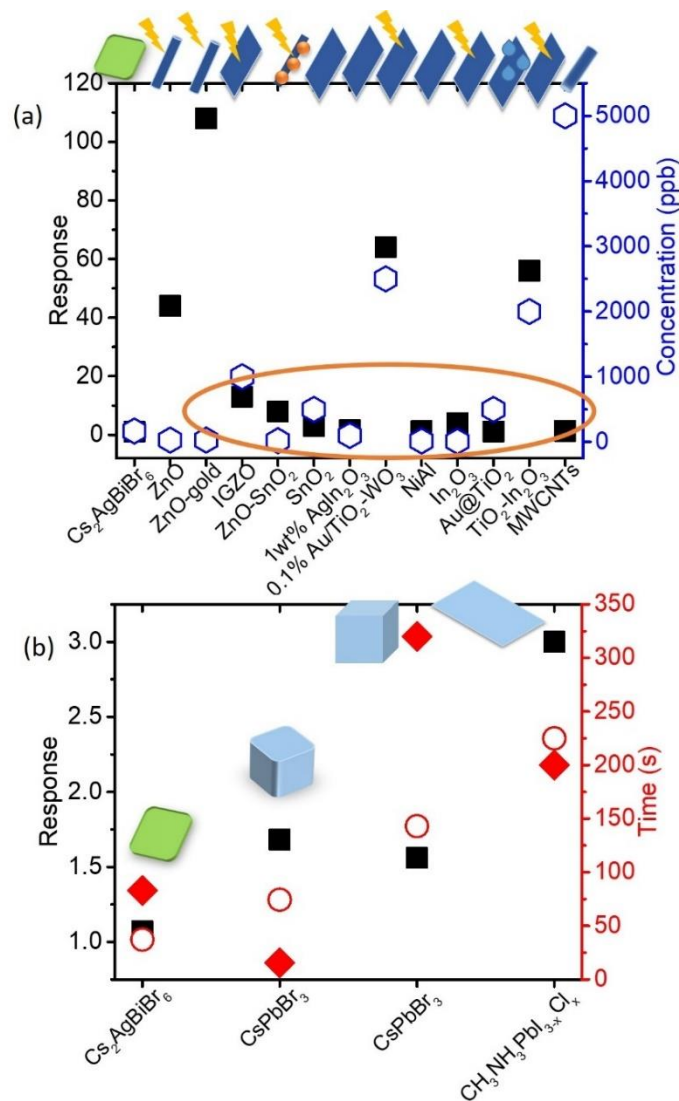 (a)
Response
120
100
80
60
40
20
0
5000
4000
3000
2000
1000
0
Concentration (ppb)
Cs₂AgBiBr₆
ZnO
ZnO-gold
IGZO
ZnO-SnO₂
SnO₂
1wt% AgIn₂O₃
0.1% Au/TiO₂-WO₃
NiAl
In₂O₃
Au@TiO₂
TiO₂-In₂O₃
MWCNTs
(b)
Response
3.0
2.5
2.0
1.5
1.0
350
300
250
200
150
100
50
0
Time (s)
Cs₂AgBiBr₆
CsPbBr₃
CsPbBr₃
CH₃NH₃PbI₃₋ₓClₓ